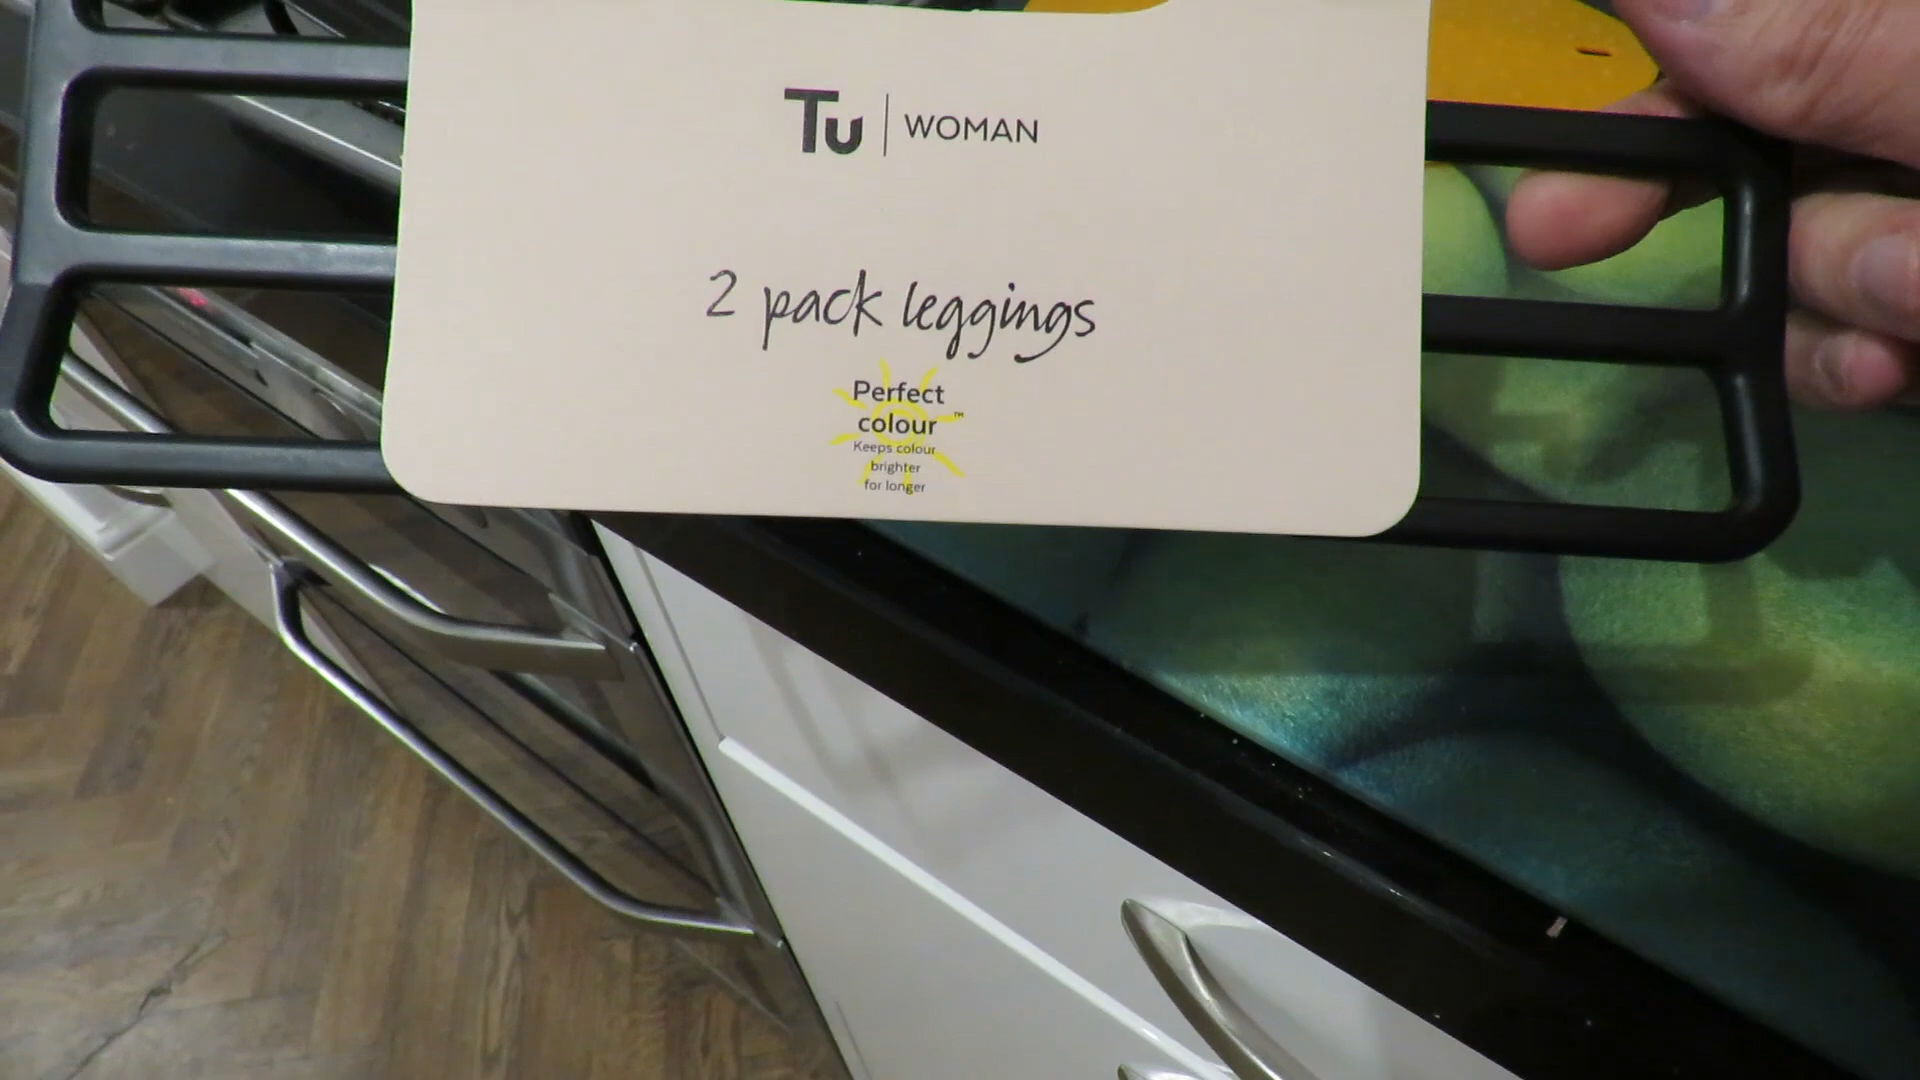 Tu | WOMAN
2 pack leggings
Perfect
colour™
Keeps colour
brighter
for longer